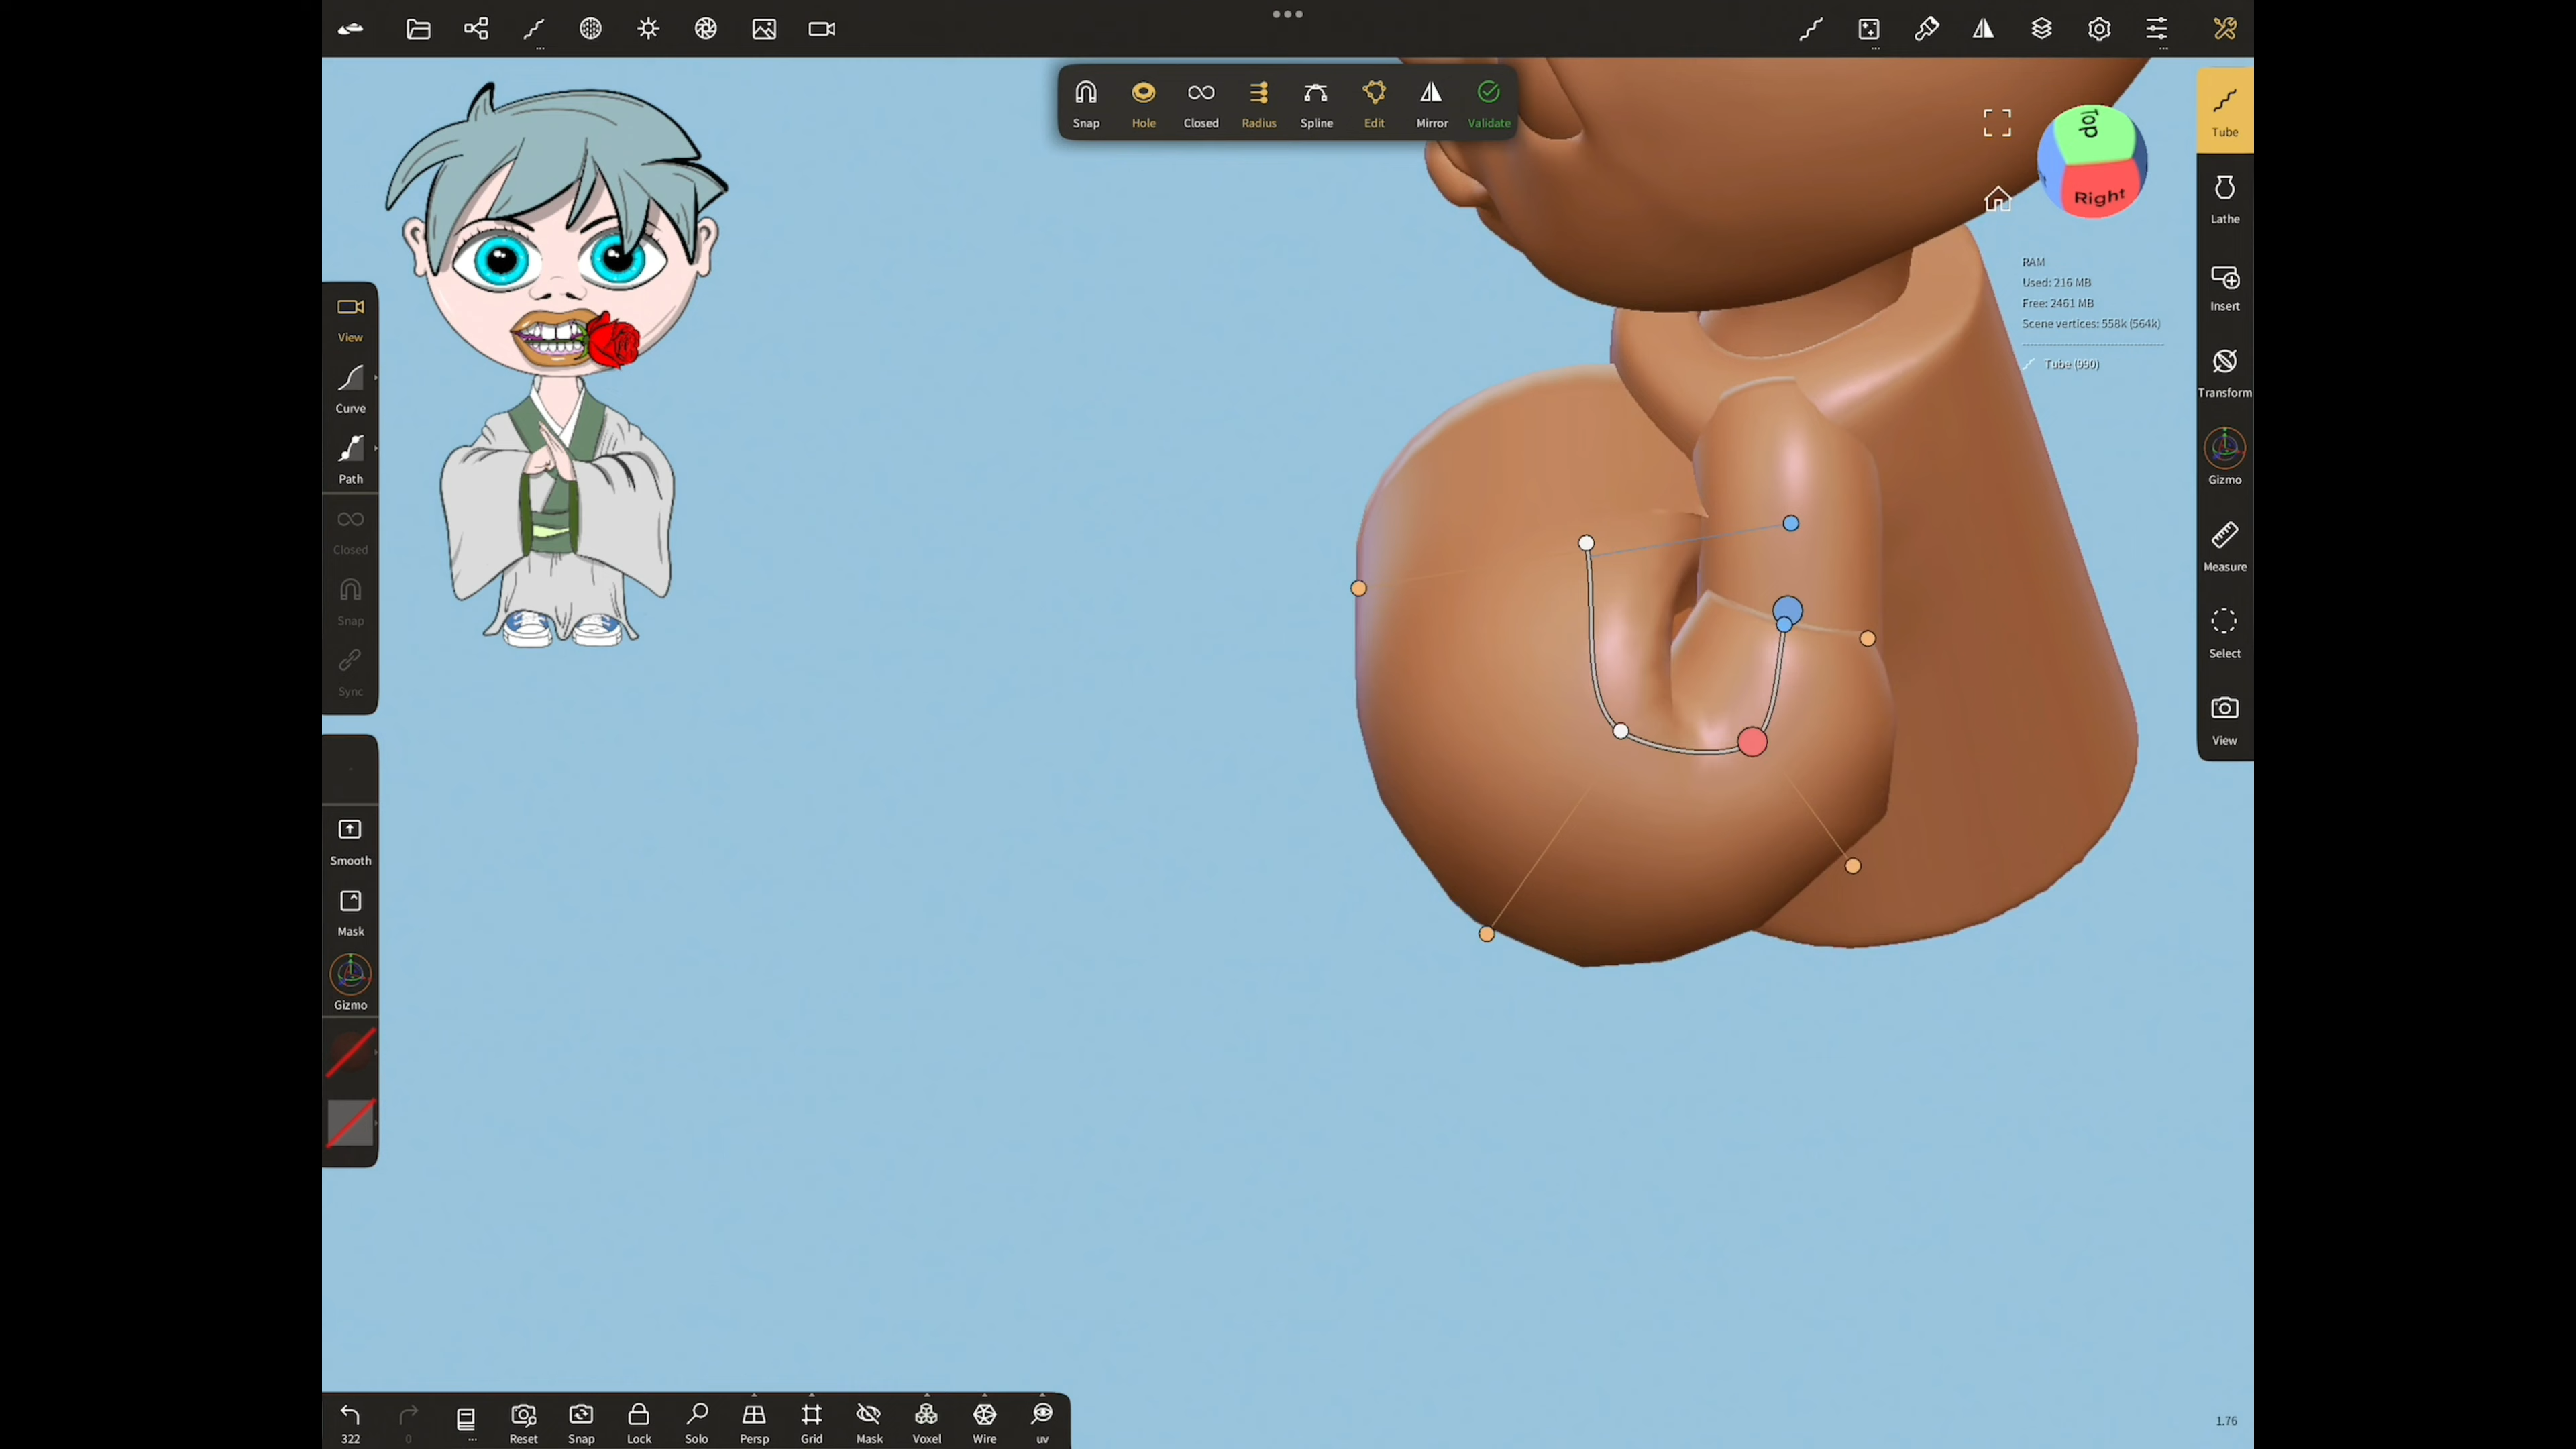 Snap
Hole
Closed
Radius
Spline
Edit
Mirror
Validate
Top
Right
RAM
Used: 216 MB
Free: 2461 MB
Scene vertices: 558k (564k)
Tube (990)
Tube
Lathe
Insert
Transform
Gizmo
Measure
Select
View
View
Curve
Path
Closed
Snap
Sync
Smooth
Mask
Gizmo
322
0
Reset
Snap
Lock
Solo
Persp
Grid
Mask
Voxel
Wire
uv
1.76